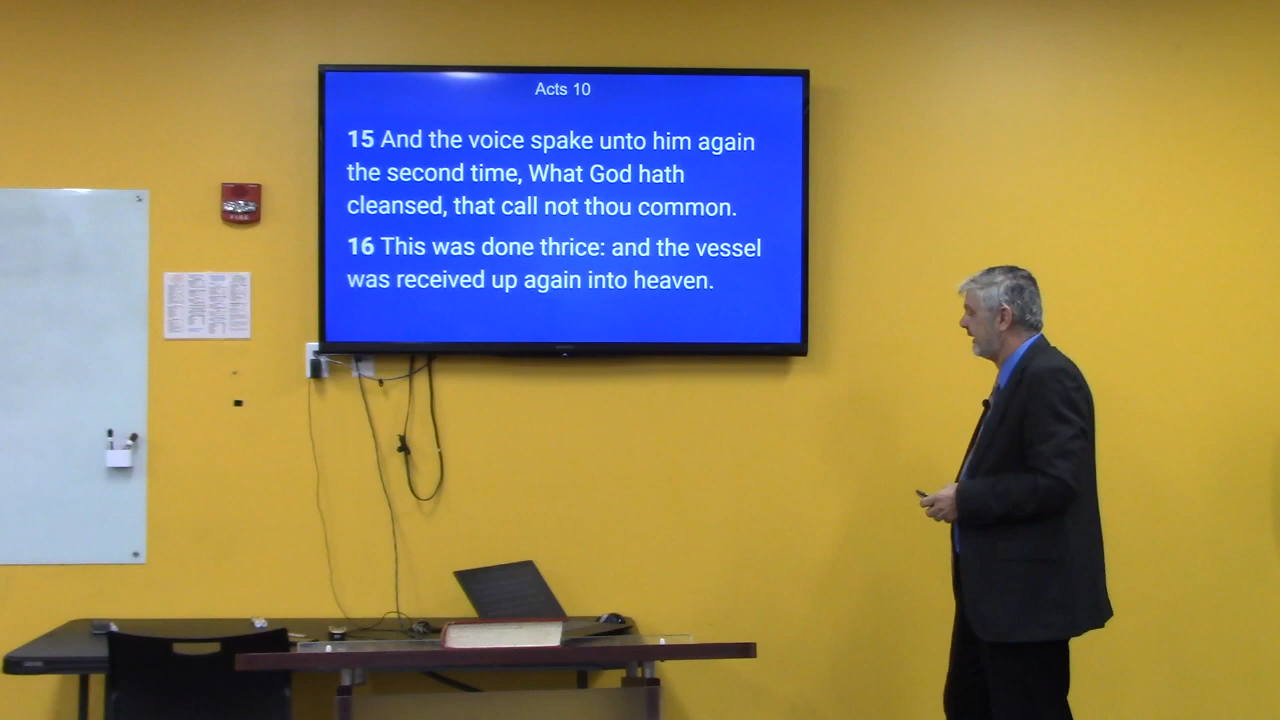 Acts 10
15 And the voice spake unto him again
the second time, What God hath
cleansed, that call not thou common.
16 This was done thrice: and the vessel
was received up again into heaven.
FIRE